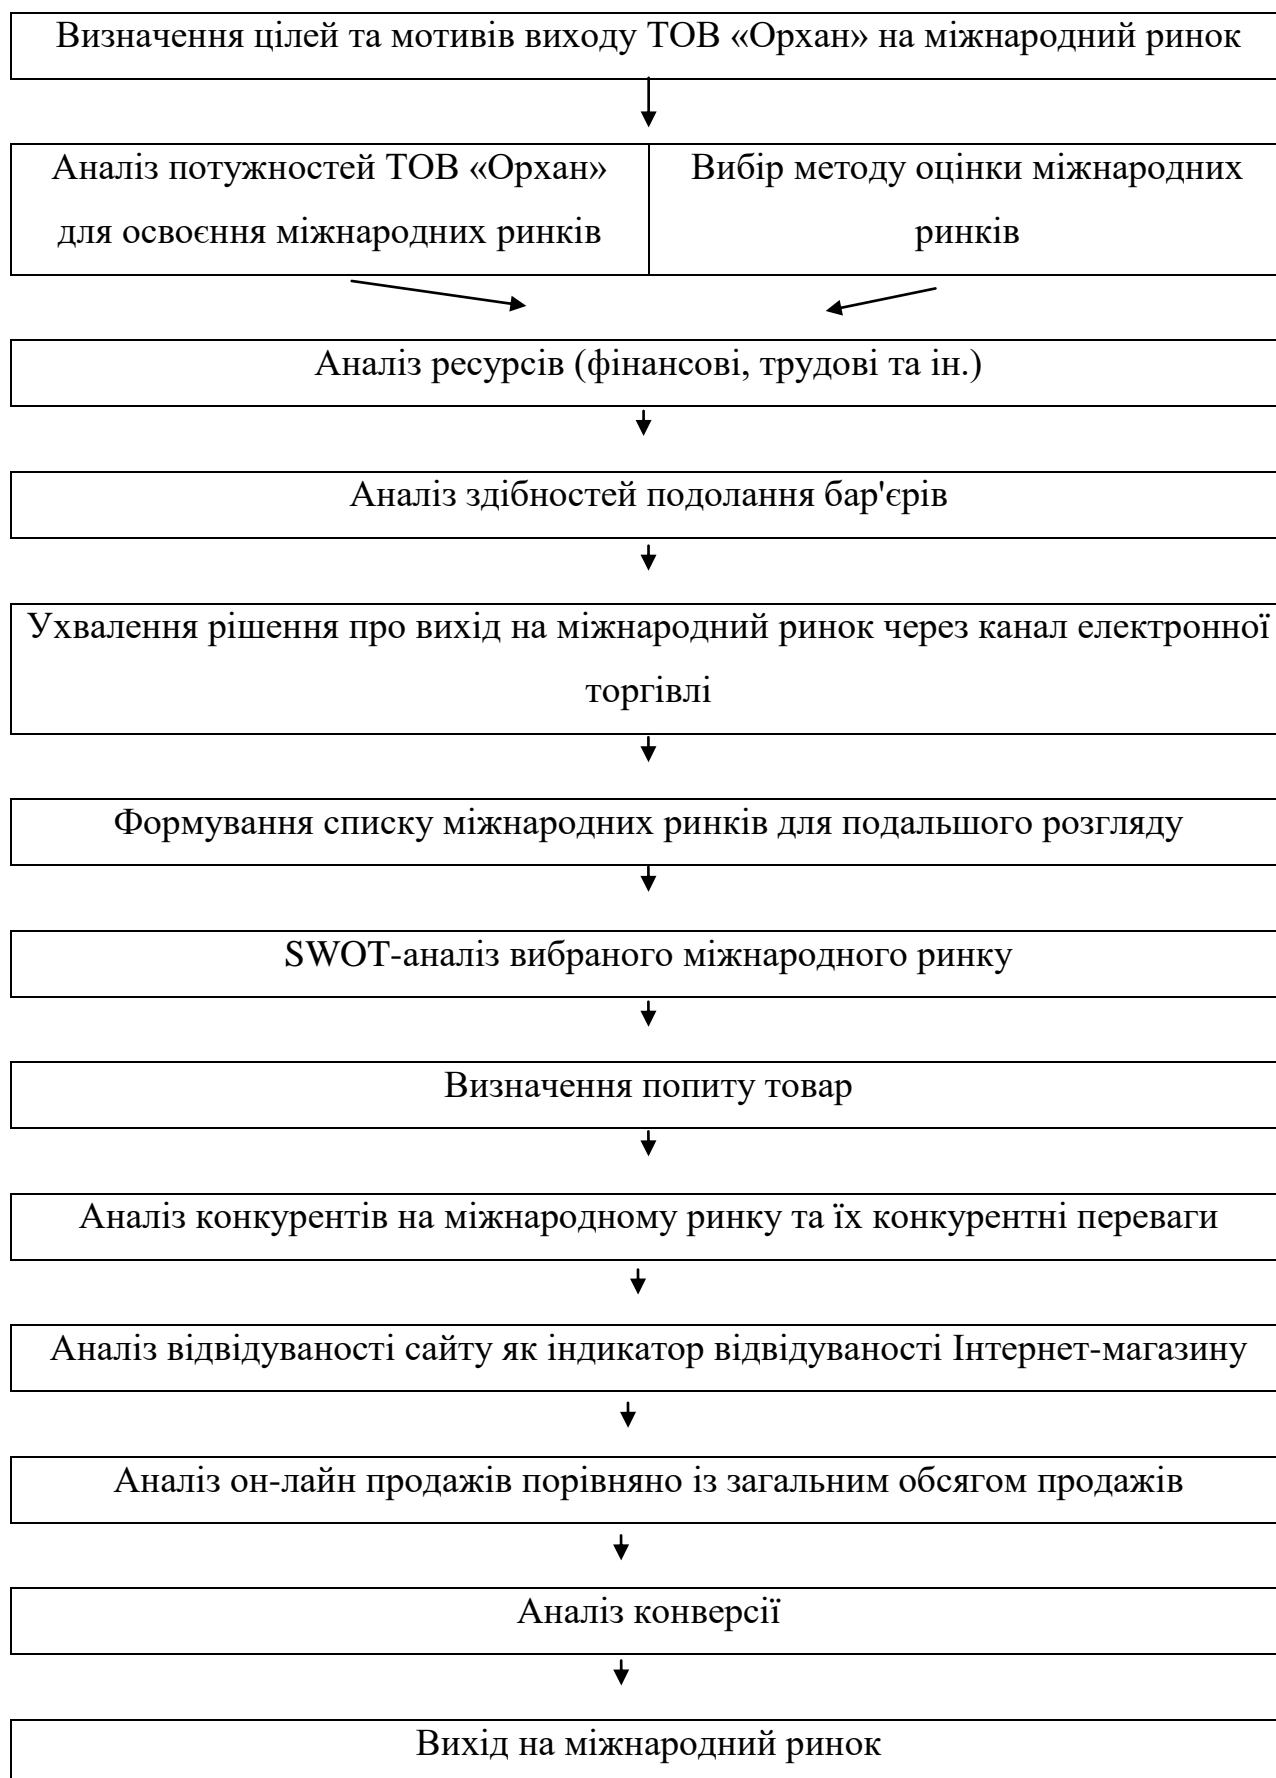 Визначення цілей та мотивів виходу ТОВ «Орхан» на міжнародний ринок
Аналіз потужностей ТОВ «Орхан»
для освоєння міжнародних ринків
Вибір методу оцінки міжнародних
ринків
Аналіз ресурсів (фінансові, трудові та ін.)
Аналіз здібностей подолання бар'єрів
Ухвалення рішення про вихід на міжнародний ринок через канал електронної
торгівлі
Формування списку міжнародних ринків для подальшого розгляду
SWOT-аналіз вибраного міжнародного ринку
Визначення попиту товар
Аналіз конкурентів на міжнародному ринку та їх конкурентні переваги
Аналіз відвідуваності сайту як індикатор відвідуваності Інтернет-магазину
Аналіз он-лайн продажів порівняно із загальним обсягом продажів
Аналіз конверсії
Вихід на міжнародний ринок